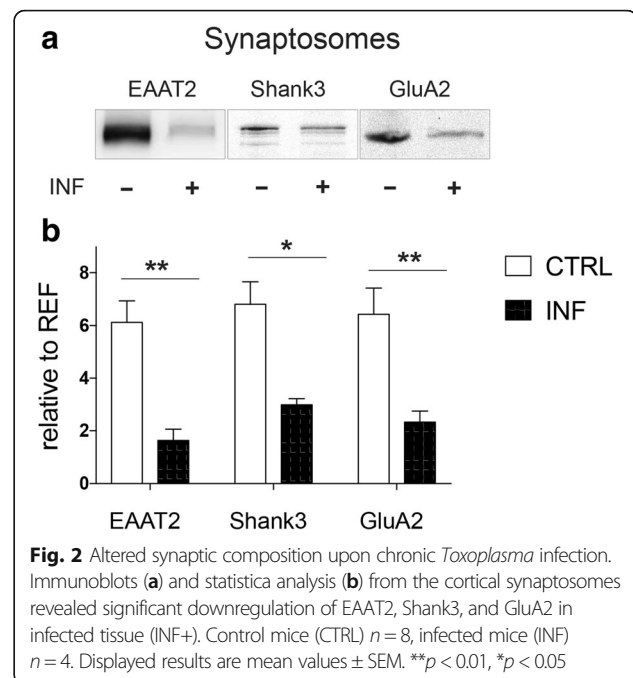 a Synaptosomes
EAAT2 Shank3 GluA2
INF – + – + – +
b
** * **
8
6
4
2
0
relative to REF
CTRL
INF
EAAT2 Shank3 GluA2
Fig. 2 Altered synaptic composition upon chronic Toxoplasma infection.
Immunoblots (a) and statistica analysis (b) from the cortical synaptosomes
revealed significant downregulation of EAAT2, Shank3, and GluA2 in
infected tissue (INF+). Control mice (CTRL) n = 8, infected mice (INF)
n = 4. Displayed results are mean values ± SEM. **p < 0.01, *p < 0.05